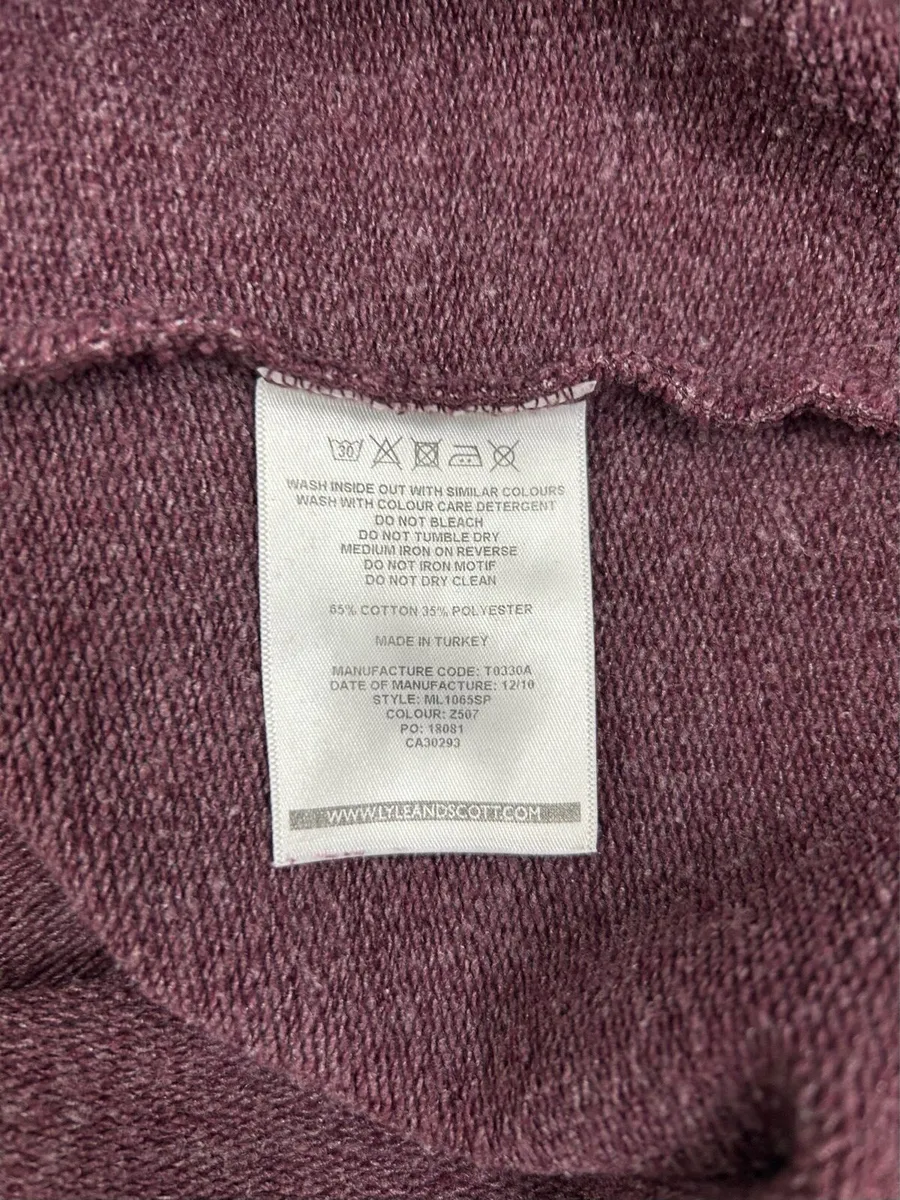 30
WASH INSIDE OUT WITH SIMILAR COLOURS
WASH WITH COLOUR CARE DETERGENT
DO NOT BLEACH
DO NOT TUMBLE DRY
MEDIUM IRON ON REVERSE
DO NOT IRON MOTIF
DO NOT DRY CLEAN
65% COTTON 35% POLYESTER
MADE IN TURKEY
MANUFACTURE CODE: T0330A
DATE OF MANUFACTURE: 12/10
STYLE: ML1065SP
COLOUR: Z507
PO: 18081
CA30293
WWW.LYLEANDSCOTT.COM